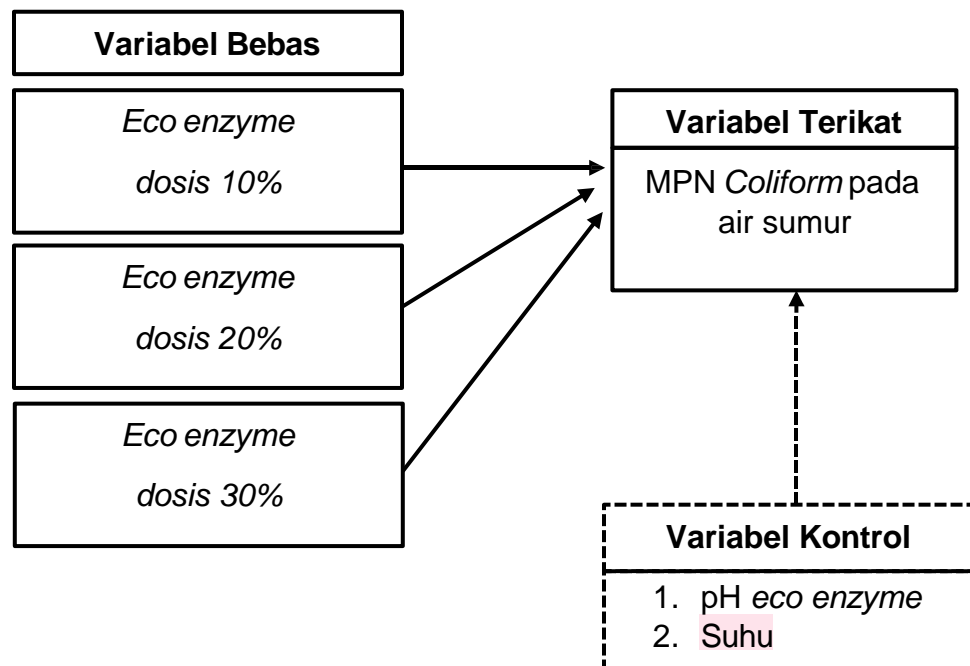 Variabel Bebas
Eco enzyme
dosis 10%
Eco enzyme
dosis 20%
Eco enzyme
dosis 30%
Variabel Terikat
MPN Coliform pada
air sumur
Variabel Kontrol
1. pH eco enzyme
2. Suhu